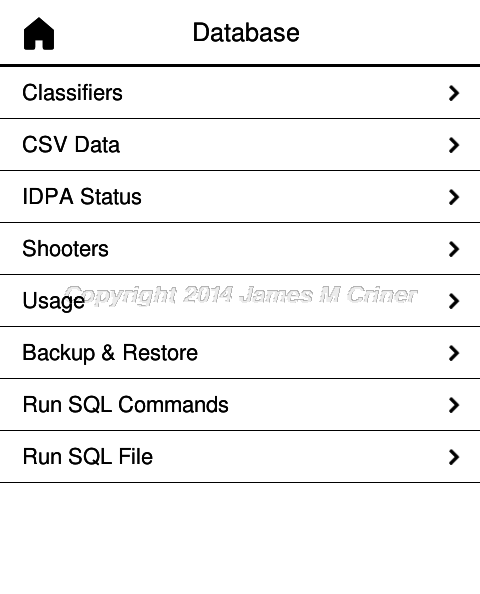 Database
Classifiers
CSV Data
IDPA Status
Shooters
Usage
Copyright 2014 James M Criner
Backup & Restore
Run SQL Commands
Run SQL File